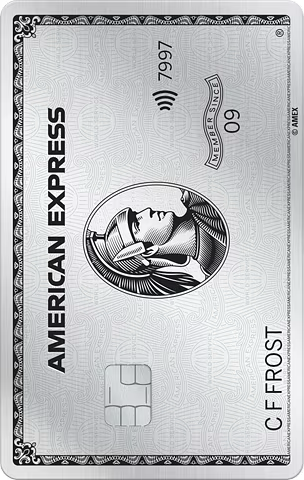 AMERICAN EXPRESS
7997
MEMBER SINCE
09
C F FROST
®
© AMEX